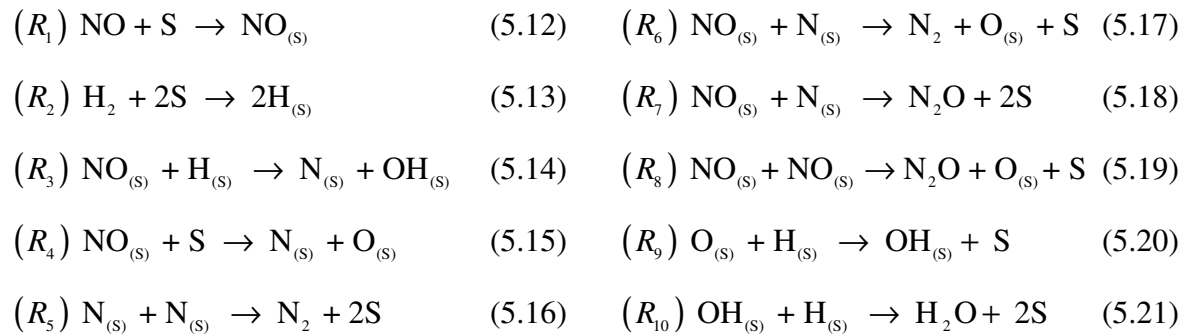 (R₁) NO + S → NO₍S₎ (5.12)
(R₂) H₂ + 2S → 2H₍S₎ (5.13)
(R₃) NO₍S₎ + H₍S₎ → N₍S₎ + OH₍S₎ (5.14)
(R₄) NO₍S₎ + S → N₍S₎ + O₍S₎ (5.15)
(R₅) N₍S₎ + N₍S₎ → N₂ + 2S (5.16)
(R₆) NO₍S₎ + N₍S₎ → N₂ + O₍S₎ + S (5.17)
(R₇) NO₍S₎ + N₍S₎ → N₂O + 2S (5.18)
(R₈) NO₍S₎ + NO₍S₎ → N₂O + O₍S₎ + S (5.19)
(R₉) O₍S₎ + H₍S₎ → OH₍S₎ + S (5.20)
(R₁₀) OH₍S₎ + H₍S₎ → H₂O + 2S (5.21)